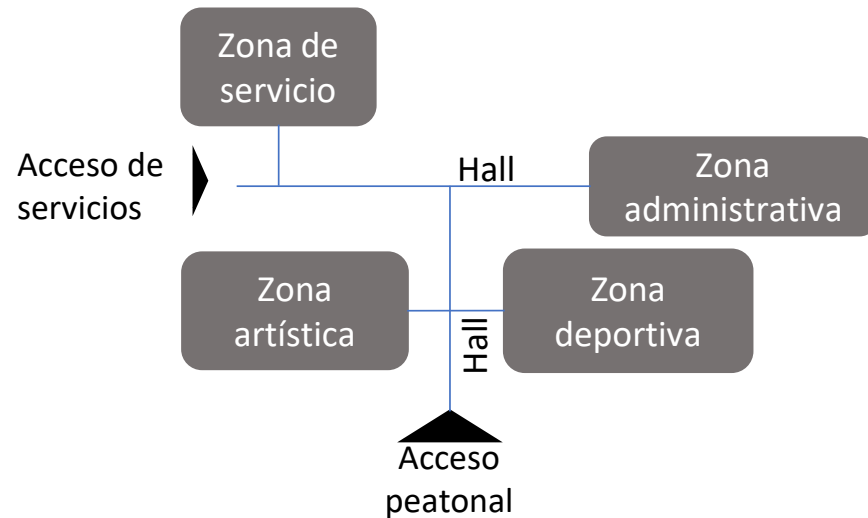 Zona de
servicio
Acceso de
servicios
Hall
Zona
administrativa
Zona
artística
Hall
Zona
deportiva
Acceso
peatonal